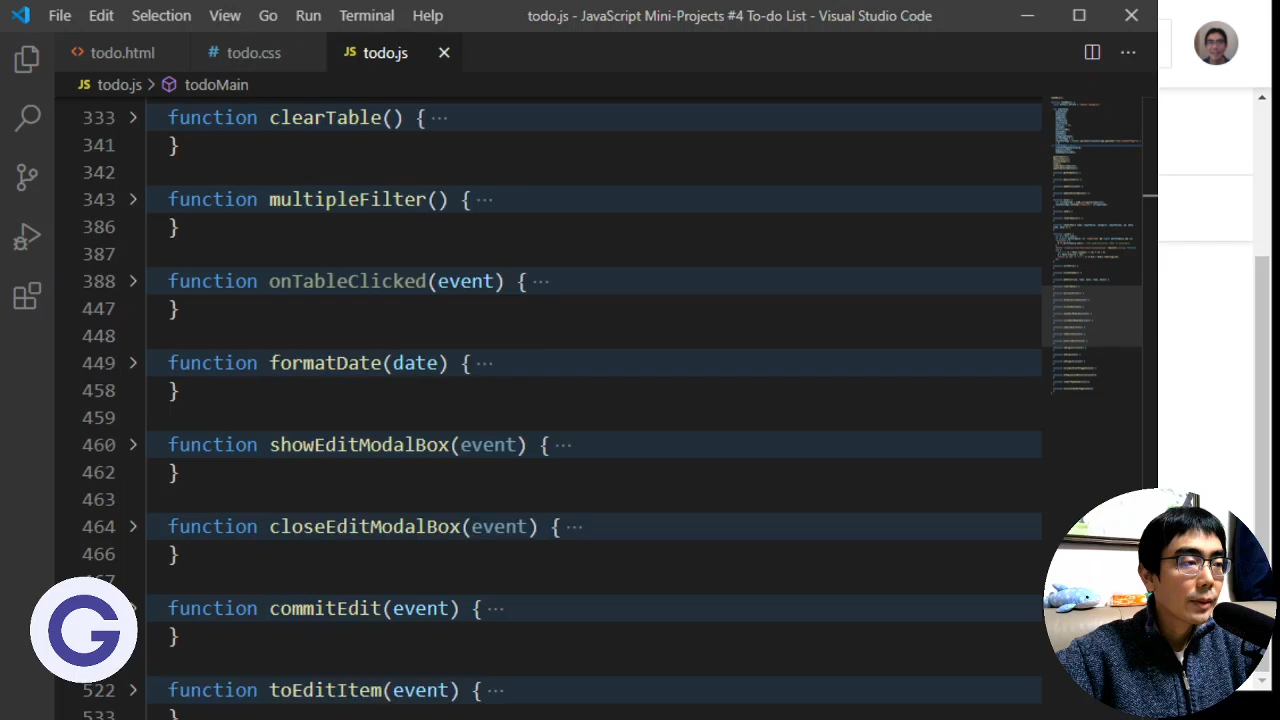 File Edit Selection View Go Run Terminal Help todo.js - JavaScript Mini-Projects #4 To-do List - Visual Studio Code
todo.html # todo.css JS todo.js
JS todo.js > todoMain
333 > function clearTable() { ···
341 }
342
343 > function multipleFilter() { ···
386 }
387
388 > function onTableClicked(event) { ···
447 }
448
449 > function formatDate(date) { ···
458 }
459
460 > function showEditModalBox(event) { ···
462 }
463
464 > function closeEditModalBox(event) { ···
466 }
467
function commitEdit(event) { ···
}
522 > function toEditItem(event) { ···
533 }
G